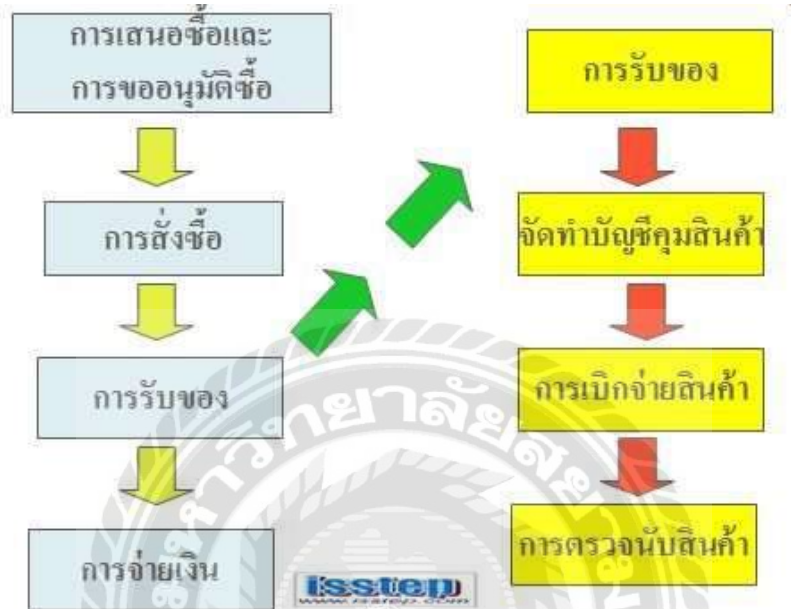 การเสนอซื้อและ
การขออนุมัติซื้อ
การสั่งซื้อ
การรับของ
การจ่ายเงิน
การรับของ
จัดทำบัญชีคุมสินค้า
การเบิกจ่ายสินค้า
การตรวจนับสินค้า
isstep
www.isstep.com